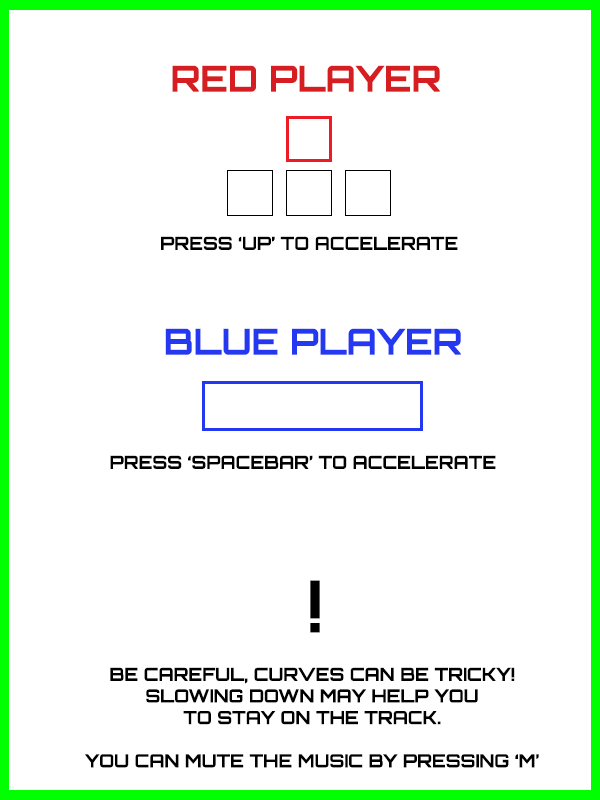 RED PLAYER
PRESS ‘UP’ TO ACCELERATE
BLUE PLAYER
PRESS ‘SPACEBAR’ TO ACCELERATE
!
BE CAREFUL, CURVES CAN BE TRICKY!
SLOWING DOWN MAY HELP YOU
TO STAY ON THE TRACK.
YOU CAN MUTE THE MUSIC BY PRESSING ‘M’